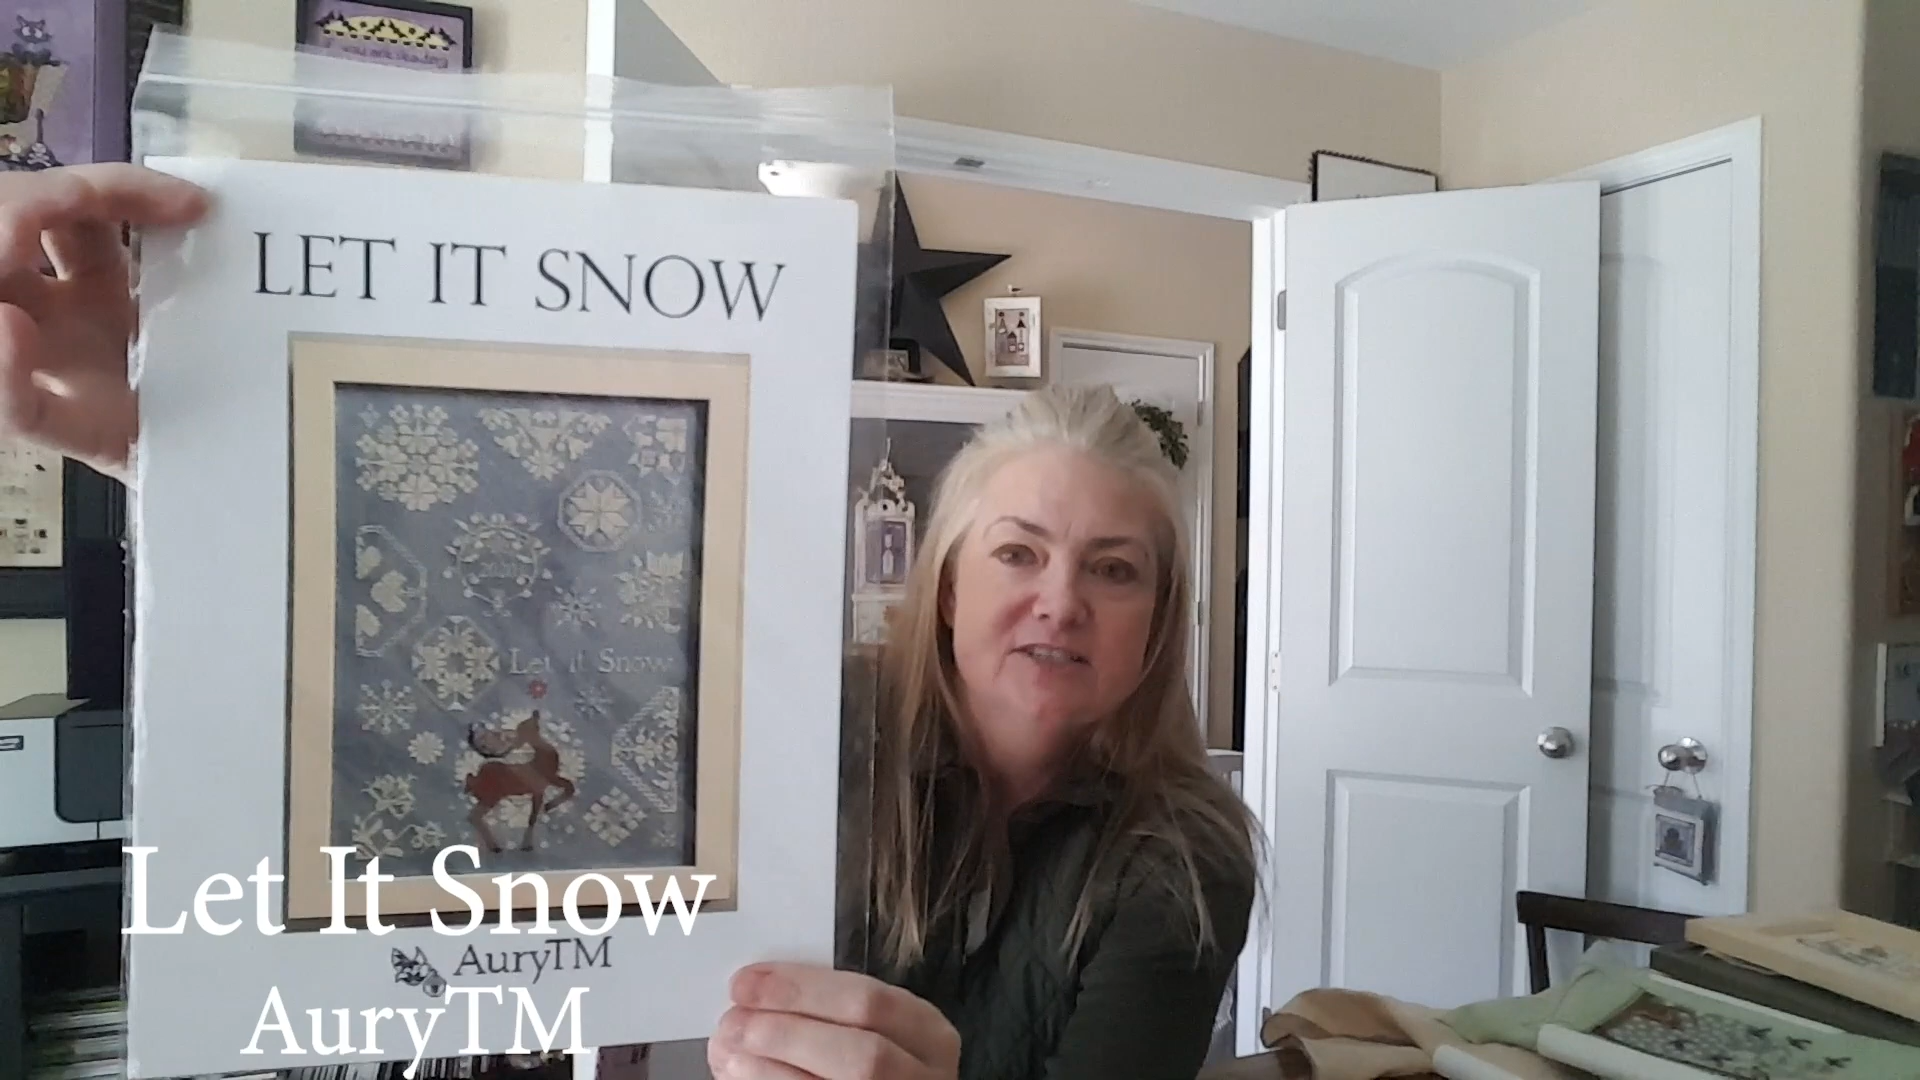 LET IT SNOW
2020
Let it Snow
AuryTM
Let It Snow
AuryTM